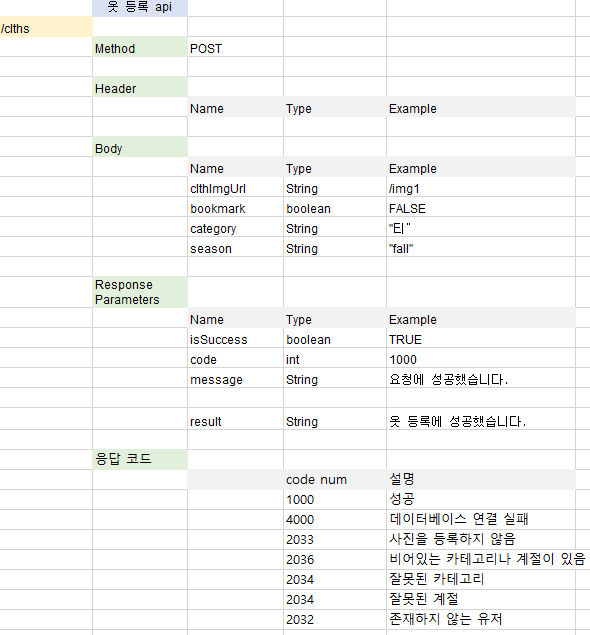 옷 등록 api
/clths
Method POST
Header
Name Type Example
Body
Name Type Example
clthImgUrl String /img1
bookmark boolean FALSE
category String "티"
season String "fall"
Response
Parameters
Name Type Example
isSuccess boolean TRUE
code int 1000
message String 요청에 성공했습니다.
result String 옷 등록에 성공했습니다.
응답 코드
code num 설명
1000 성공
4000 데이터베이스 연결 실패
2033 사진을 등록하지 않음
2036 비어있는 카테고리나 계절이 있음
2034 잘못된 카테고리
2034 잘못된 계절
2032 존재하지 않는 유저